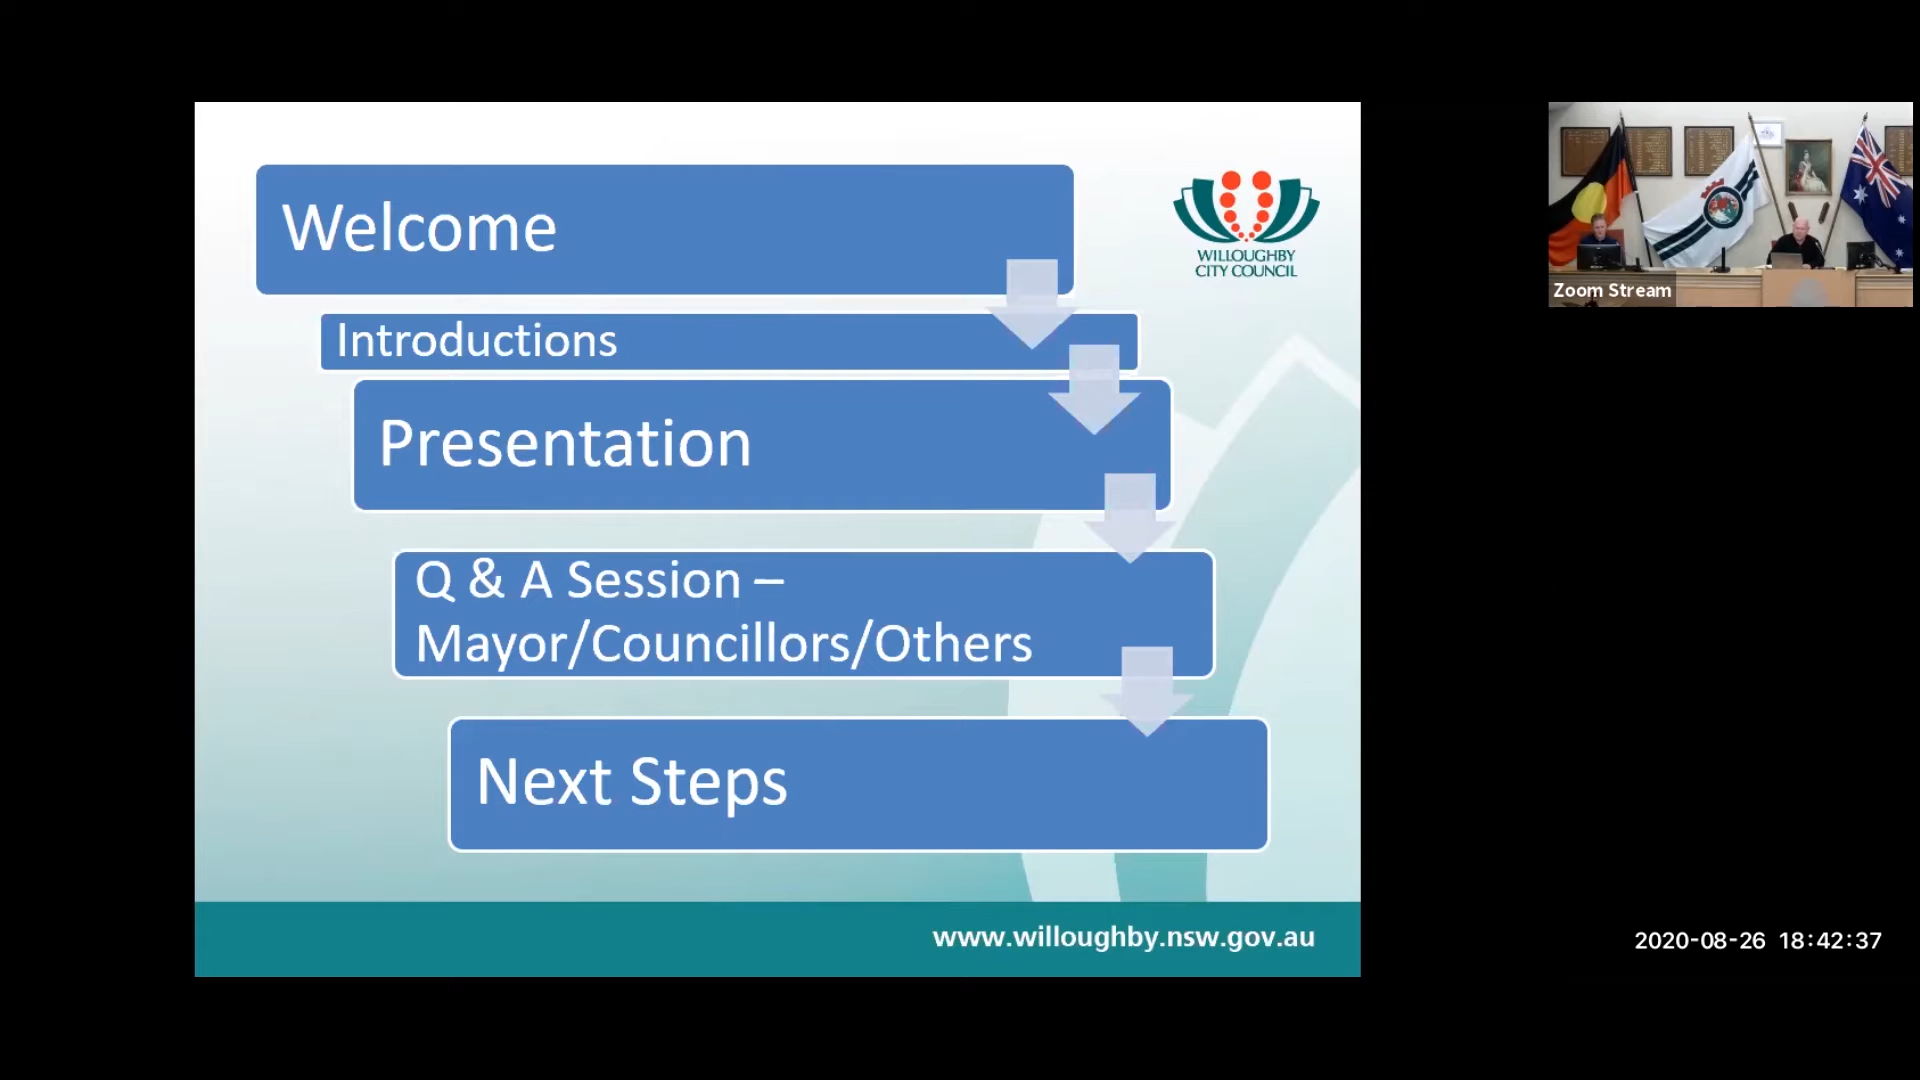 Welcome
Introductions
Presentation
Q & A Session –
Mayor/Councillors/Others
Next Steps
WILLOUGHBY
CITY COUNCIL
www.willoughby.nsw.gov.au
Zoom Stream
2020-08-26 18:42:37